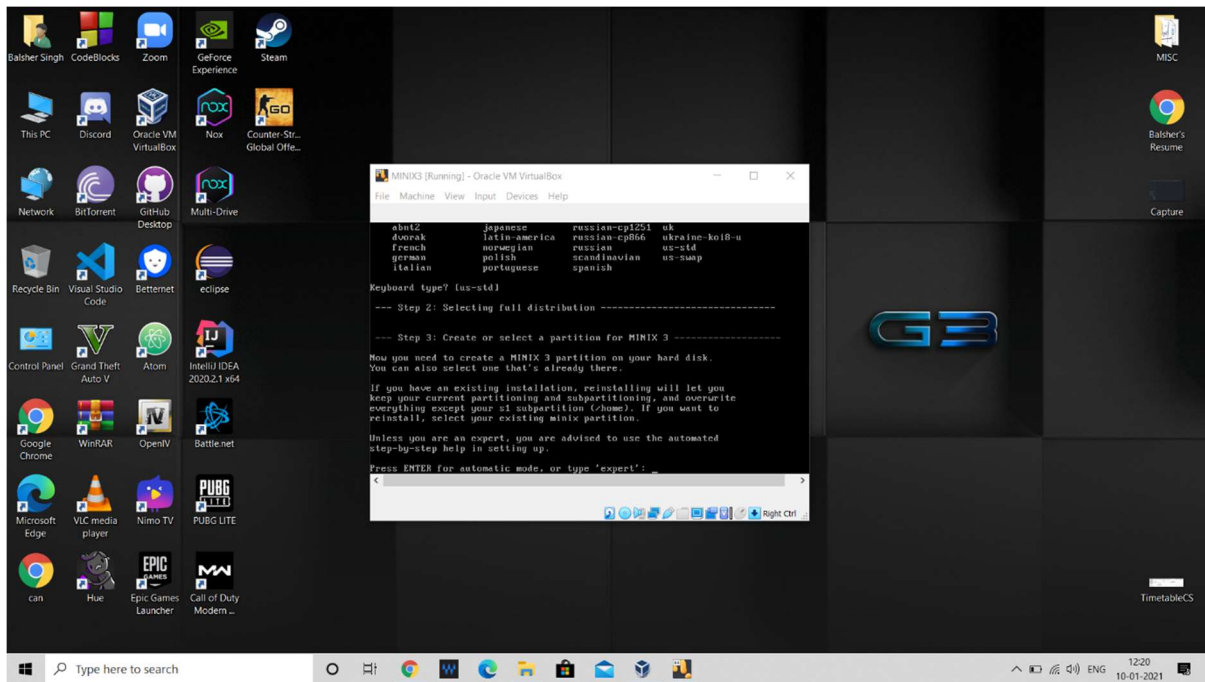 Balsher Singh
CodeBlocks
Zoom
GeForce
Experience
Steam
This PC
Discord
Oracle VM
VirtualBox
Nox
Counter-Str...
Global Offe...
Network
BitTorrent
GitHub
Desktop
Multi-Drive
Recycle Bin
Visual Studio
Code
Betternet
eclipse
Control Panel
Grand Theft
Auto V
Atom
IntelliJ IDEA
2020.2.1 x64
Google
Chrome
WinRAR
OpenIV
Battle.net
Microsoft
Edge
VLC media
player
Nimo TV
PUBG LITE
can
Hue
Epic Games
Launcher
Call of Duty
Modern ...
MINIX3 [Running] - Oracle VM VirtualBox
File Machine View Input Devices Help
abnt2 japanese russian-cp1251 uk
dvorak latin-america russian-cp866 ukraine-koi8-u
french norwegian russian us-std
german polish scandinavian us-swap
italian portuguese spanish
Keyboard type? [us-std]
--- Step 2: Selecting full distribution -------------------------------
--- Step 3: Create or select a partition for MINIX 3 -------------------
Now you need to create a MINIX 3 partition on your hard disk.
You can also select one that's already there.
If you have an existing installation, reinstalling will let you
keep your current partitioning and subpartitioning, and overwrite
everything except your s1 subpartition (/home). If you want to
reinstall, select your existing minix partition.
Unless you are an expert, you are advised to use the automated
step-by-step help in setting up.
Press ENTER for automatic mode, or type 'expert': _
Right Ctrl
G3
MISC
Balsher's
Resume
Capture
TimetableCS
Type here to search
ENG
12:20
10-01-2021